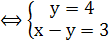 ⇔ { y = 4
x − y = 3